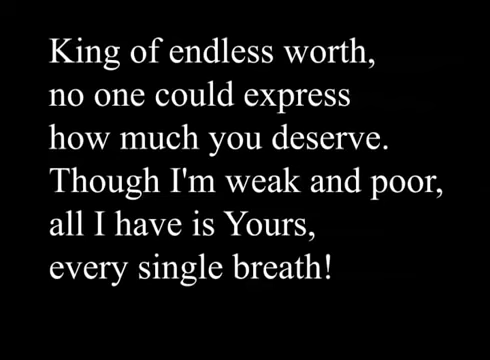 King of endless worth,
no one could express
how much you deserve.
Though I'm weak and poor,
all I have is Yours,
every single breath!